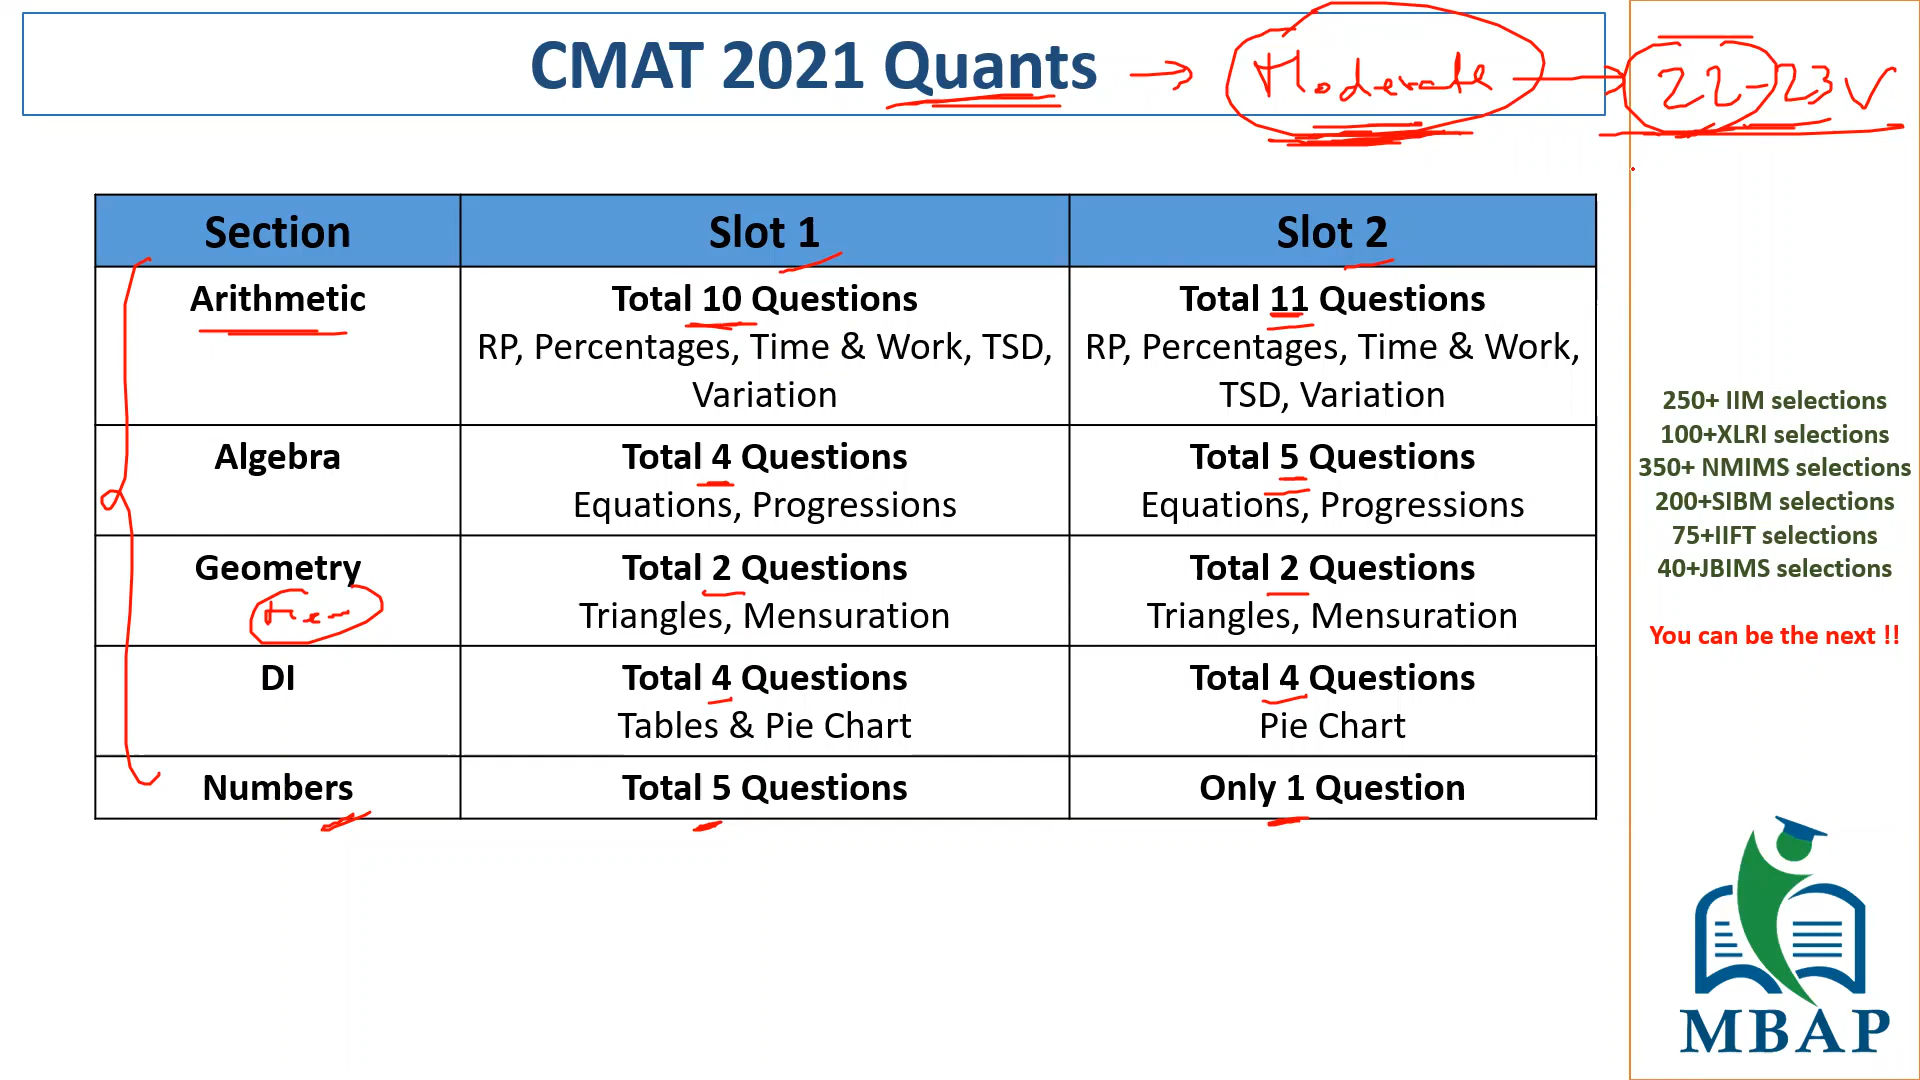 CMAT 2021 Quants → Moderate → 22-23
Section Slot 1 Slot 2
Arithmetic
Total 10 Questions
RP, Percentages, Time & Work, TSD,
Variation
Total 11 Questions
RP, Percentages, Time & Work,
TSD, Variation
Algebra
Total 4 Questions
Equations, Progressions
Total 5 Questions
Equations, Progressions
Geometry
Total 2 Questions
Triangles, Mensuration
Total 2 Questions
Triangles, Mensuration
DI
Total 4 Questions
Tables & Pie Chart
Total 4 Questions
Pie Chart
Numbers
Total 5 Questions
Only 1 Question
250+ IIM selections
100+XLRI selections
350+ NMIMS selections
200+SIBM selections
75+IIFT selections
40+JBIMS selections
You can be the next !!
MBAP